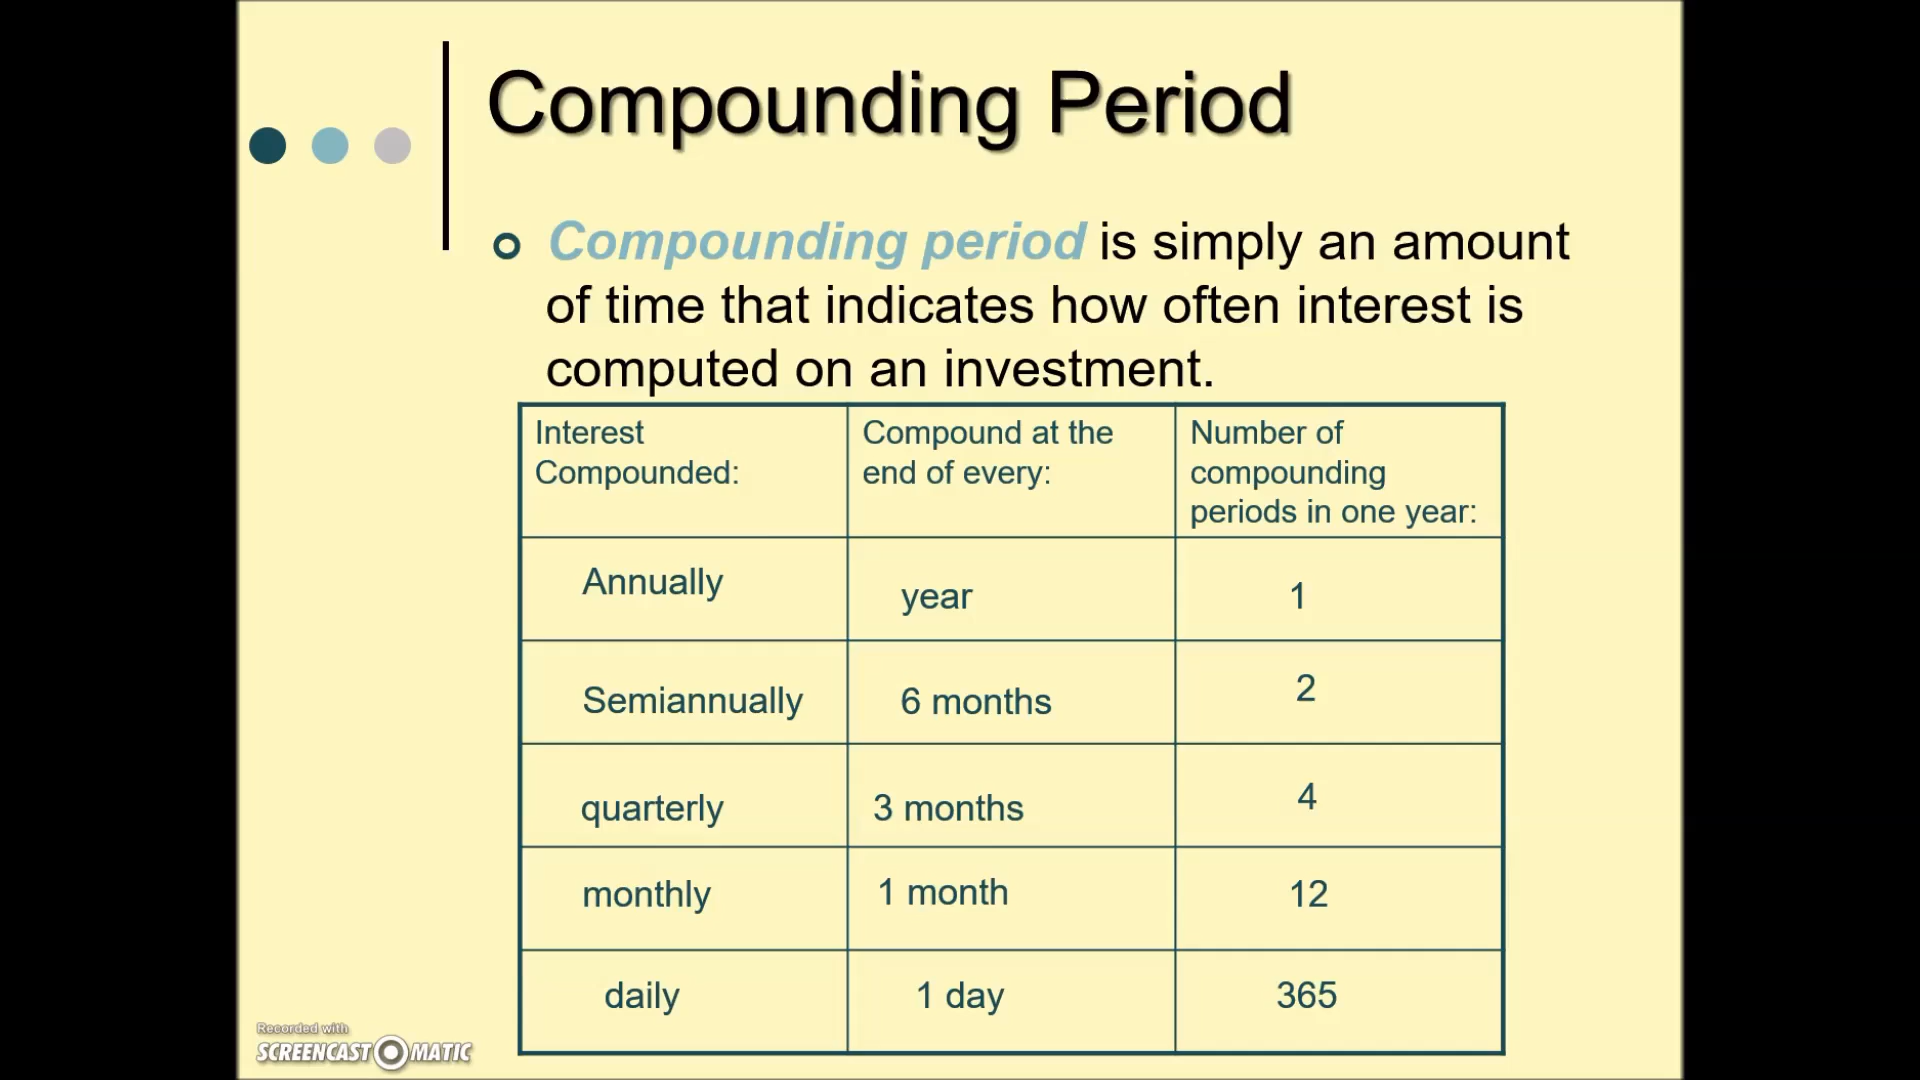 Compounding Period
Compounding period is simply an amount
of time that indicates how often interest is
computed on an investment.
Interest
Compounded:
Compound at the
end of every:
Number of
compounding
periods in one year:
Annually
year
1
Semiannually
6 months
2
quarterly
3 months
4
monthly
1 month
12
daily
1 day
365
Recorded with
SCREENCAST MATIC